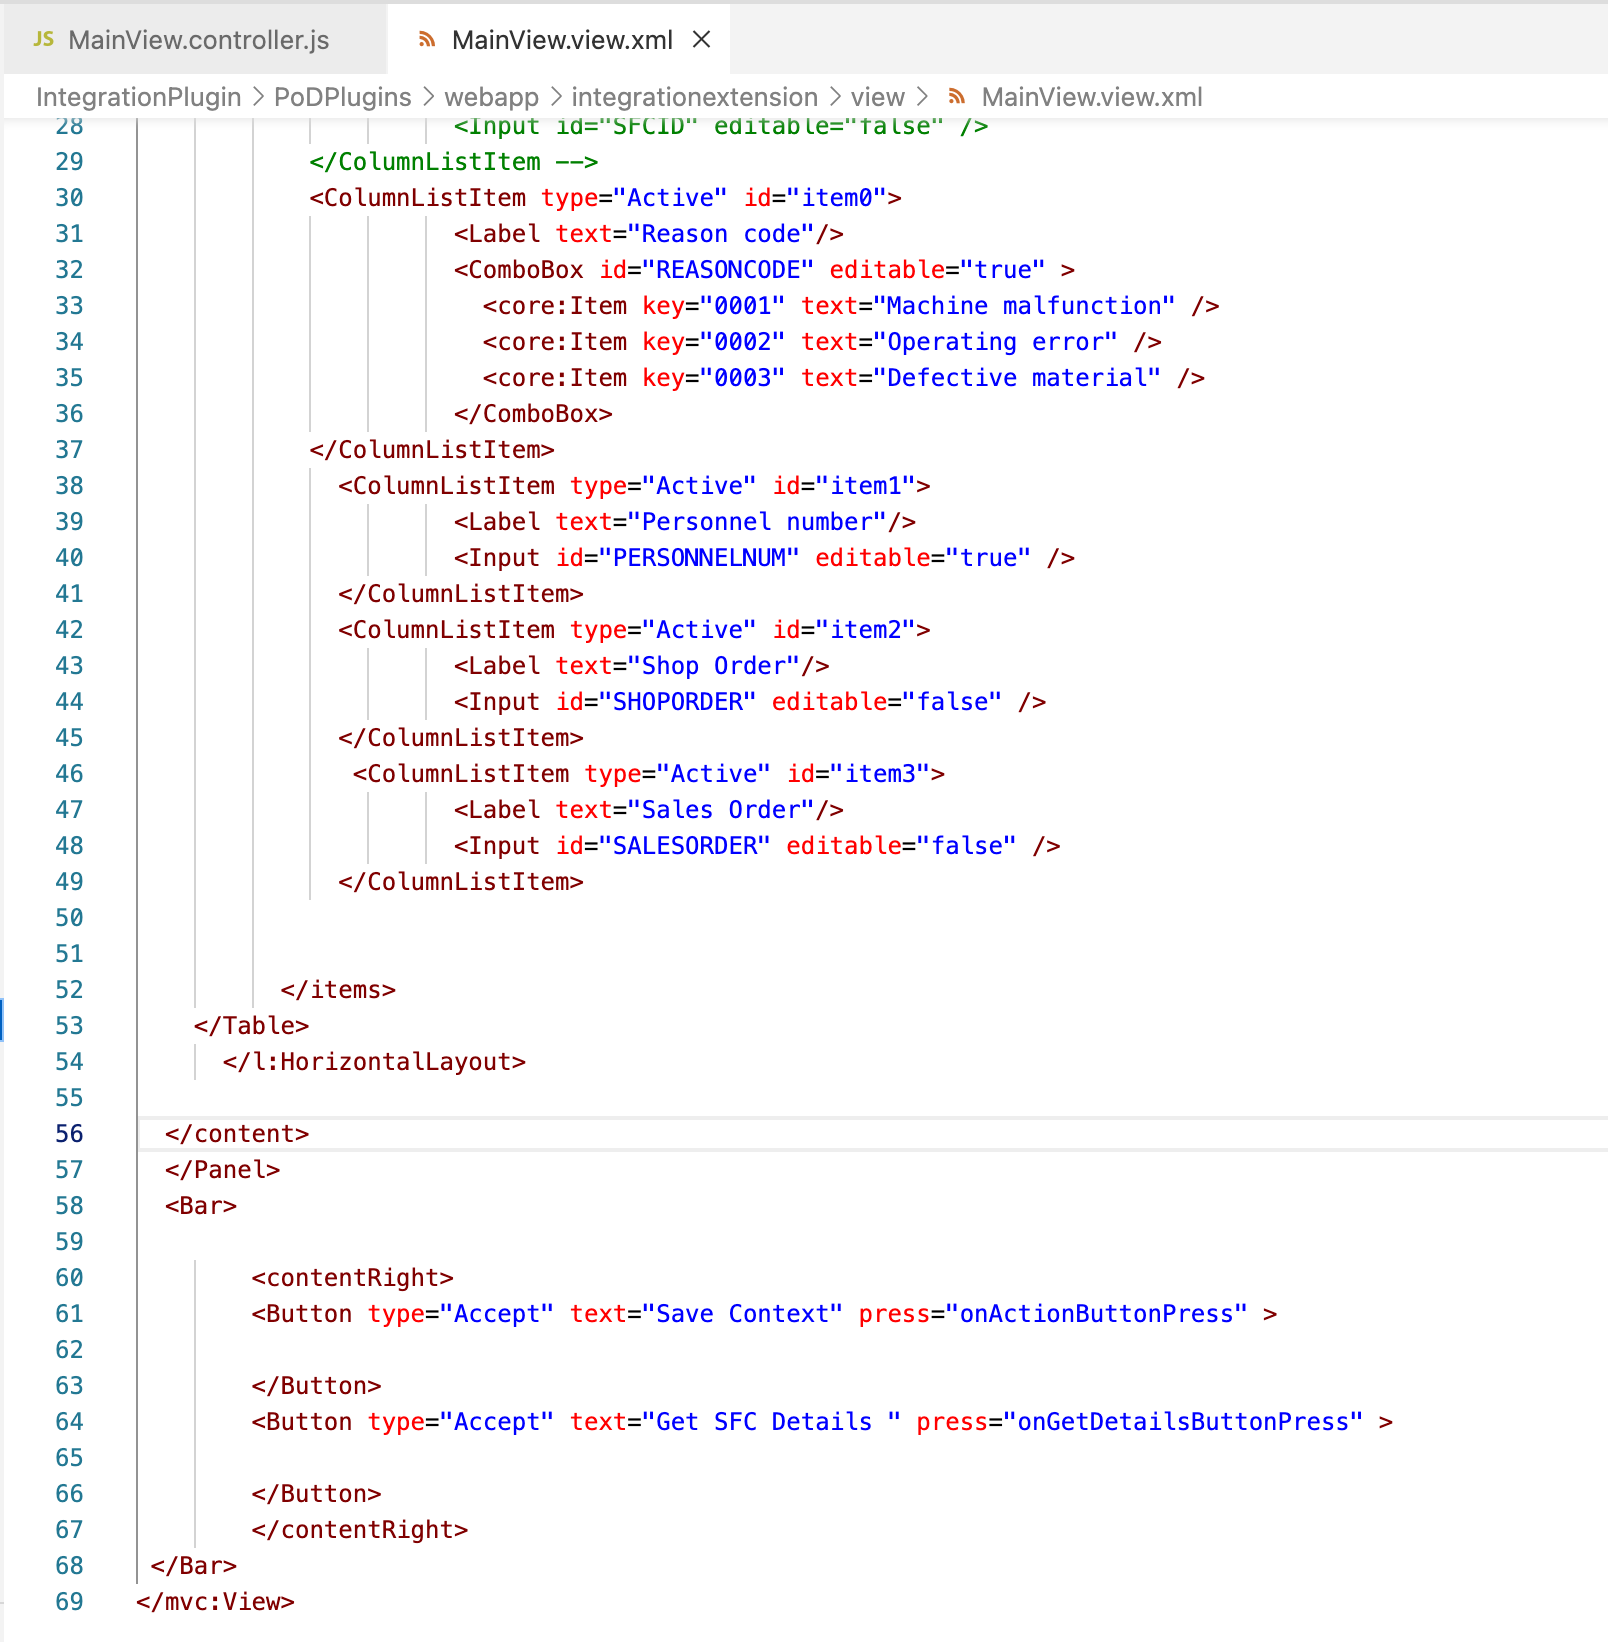 JS MainView.controller.js MainView.view.xml
IntegrationPlugin > PoDPlugins > webapp > integrationextension > view > MainView.view.xml
28 <Input id="SFCID" editable="false" />
29 </ColumnListItem -->
30 <ColumnListItem type="Active" id="item0">
31 <Label text="Reason code"/>
32 <ComboBox id="REASONCODE" editable="true" >
33 <core:Item key="0001" text="Machine malfunction" />
34 <core:Item key="0002" text="Operating error" />
35 <core:Item key="0003" text="Defective material" />
36 </ComboBox>
37 </ColumnListItem>
38 <ColumnListItem type="Active" id="item1">
39 <Label text="Personnel number"/>
40 <Input id="PERSONNELNUM" editable="true" />
41 </ColumnListItem>
42 <ColumnListItem type="Active" id="item2">
43 <Label text="Shop Order"/>
44 <Input id="SHOPORDER" editable="false" />
45 </ColumnListItem>
46 <ColumnListItem type="Active" id="item3">
47 <Label text="Sales Order"/>
48 <Input id="SALESORDER" editable="false" />
49 </ColumnListItem>
50
51
52 </items>
53 </Table>
54 </l:HorizontalLayout>
55
56 </content>
57 </Panel>
58 <Bar>
59
60 <contentRight>
61 <Button type="Accept" text="Save Context" press="onActionButtonPress" >
62
63 </Button>
64 <Button type="Accept" text="Get SFC Details " press="onGetDetailsButtonPress" >
65
66 </Button>
67 </contentRight>
68 </Bar>
69 </mvc:View>